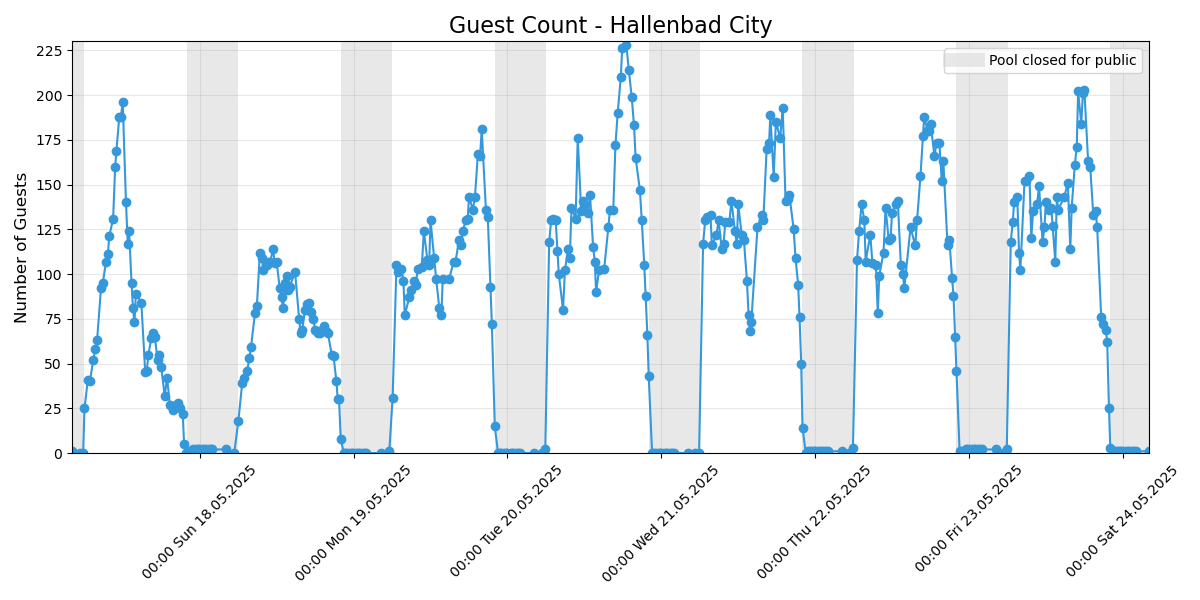 Guest Count - Hallenbad City
Pool closed for public
Number of Guests
225
200
175
150
125
100
75
50
25
0
00:00 Sun 18.05.2025
00:00 Mon 19.05.2025
00:00 Tue 20.05.2025
00:00 Wed 21.05.2025
00:00 Thu 22.05.2025
00:00 Fri 23.05.2025
00:00 Sat 24.05.2025